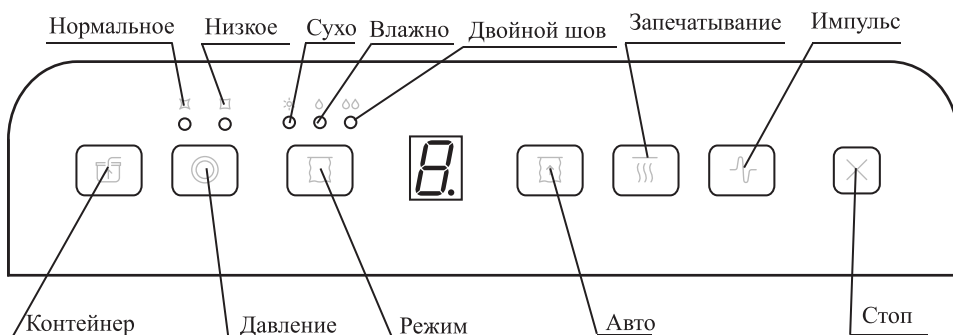 Нормальное
Низкое
Сухо
Влажно
Двойной шов
Запечатывание
Импульс
8.
Контейнер
Давление
Режим
Авто
Стоп